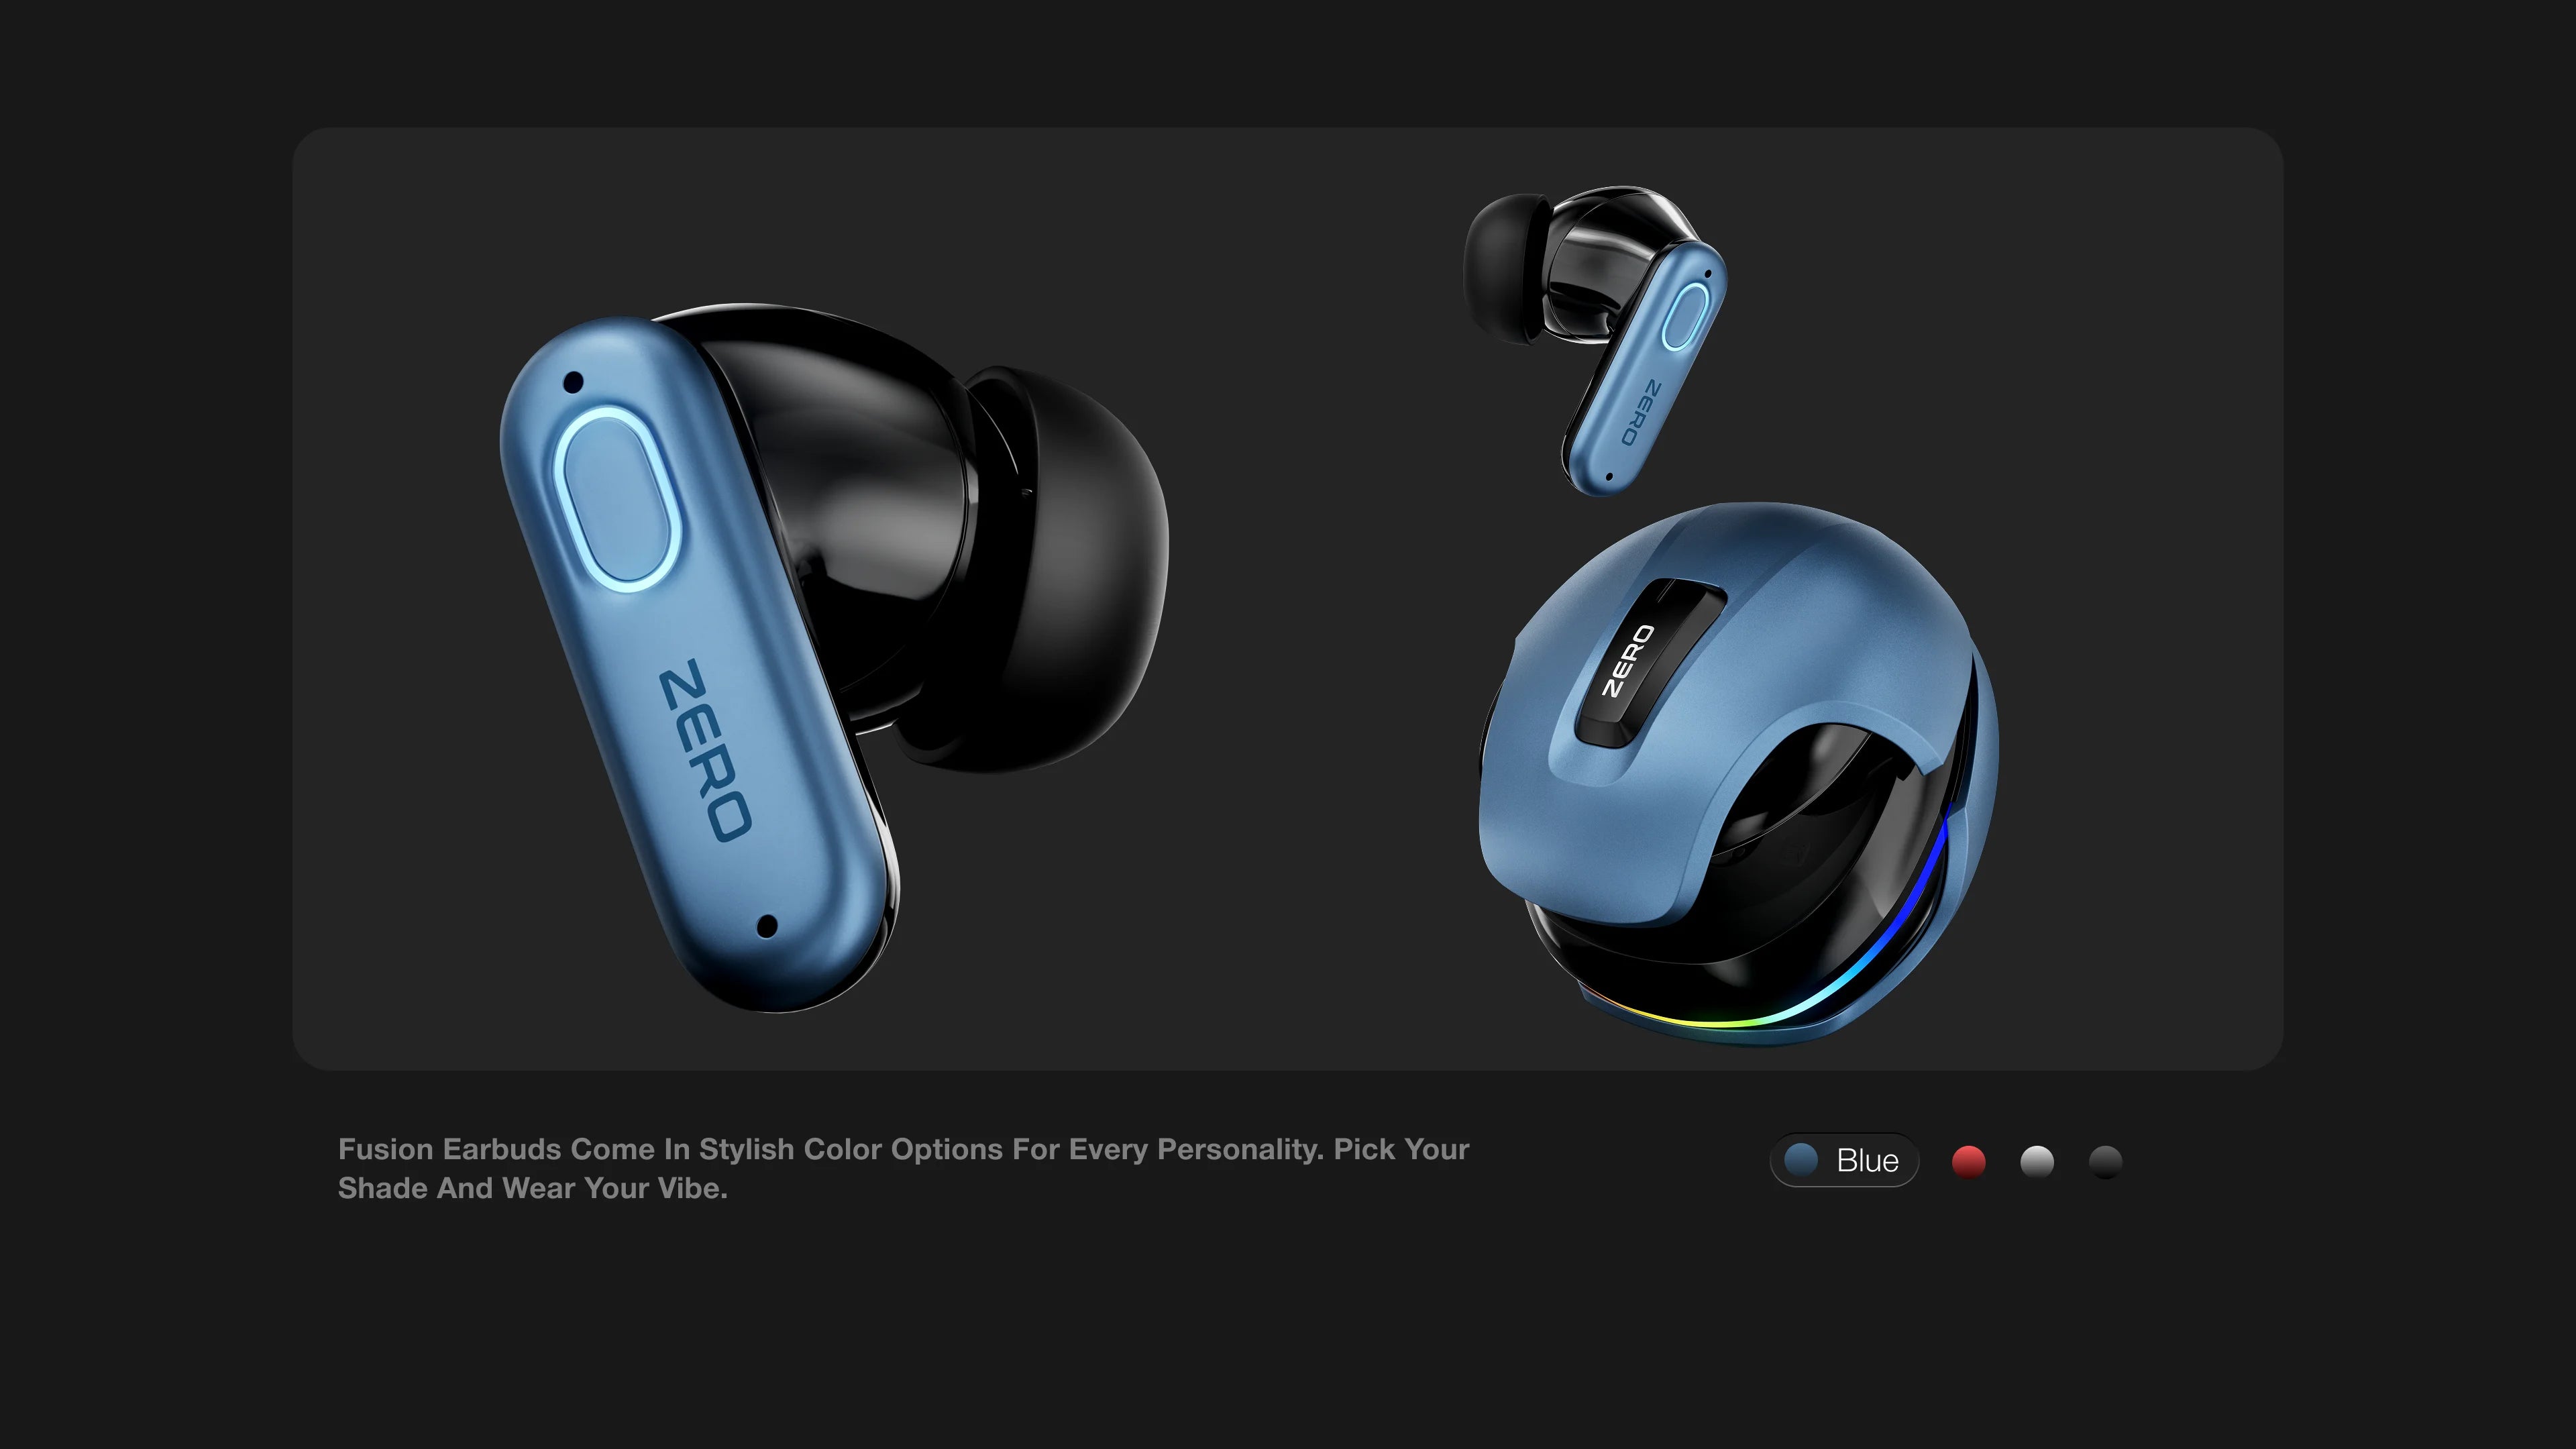 ZERO
ZERO
ZERO
Fusion Earbuds Come In Stylish Color Options For Every Personality. Pick Your
Shade And Wear Your Vibe.
Blue